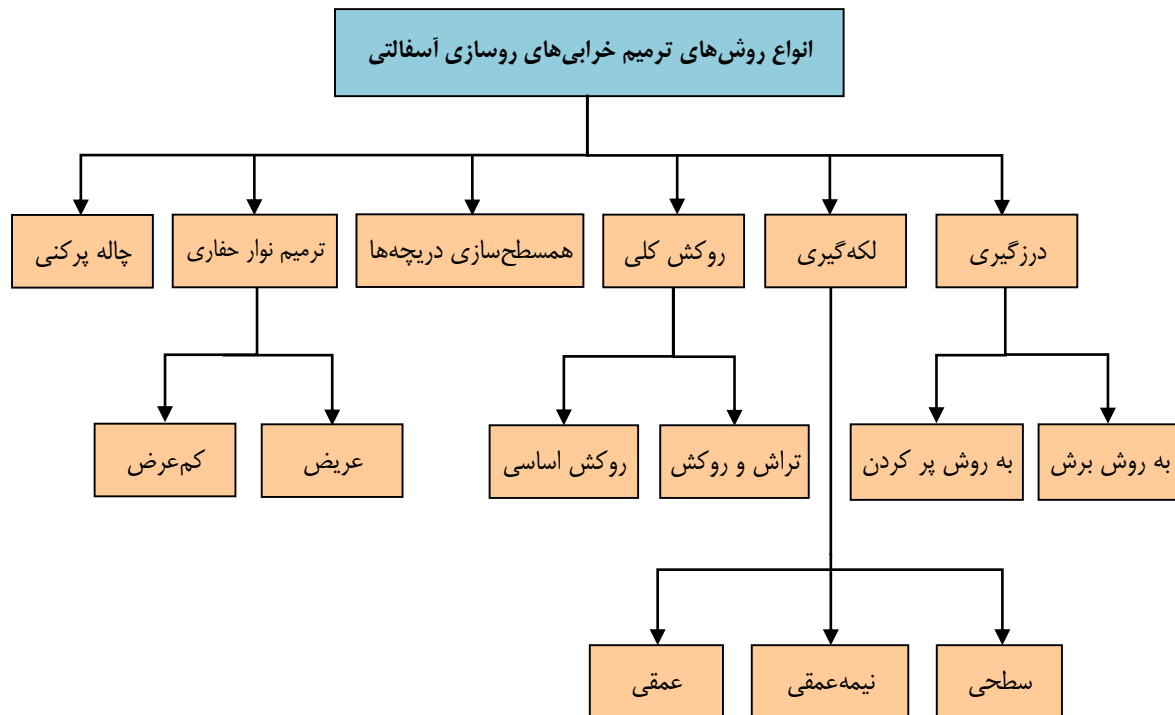 انواع روش‌های ترمیم خرابی‌های روسازی آسفالتی
درزگیری
لکه‌گیری
روکش کلی
همسطح‌سازی دریچه‌ها
ترمیم نوار حفاری
چاله پرکنی
به روش برش
به روش پر کردن
تراش و روکش
روکش اساسی
عریض
کم‌عرض
سطحی
نیمه‌عمقی
عمقی